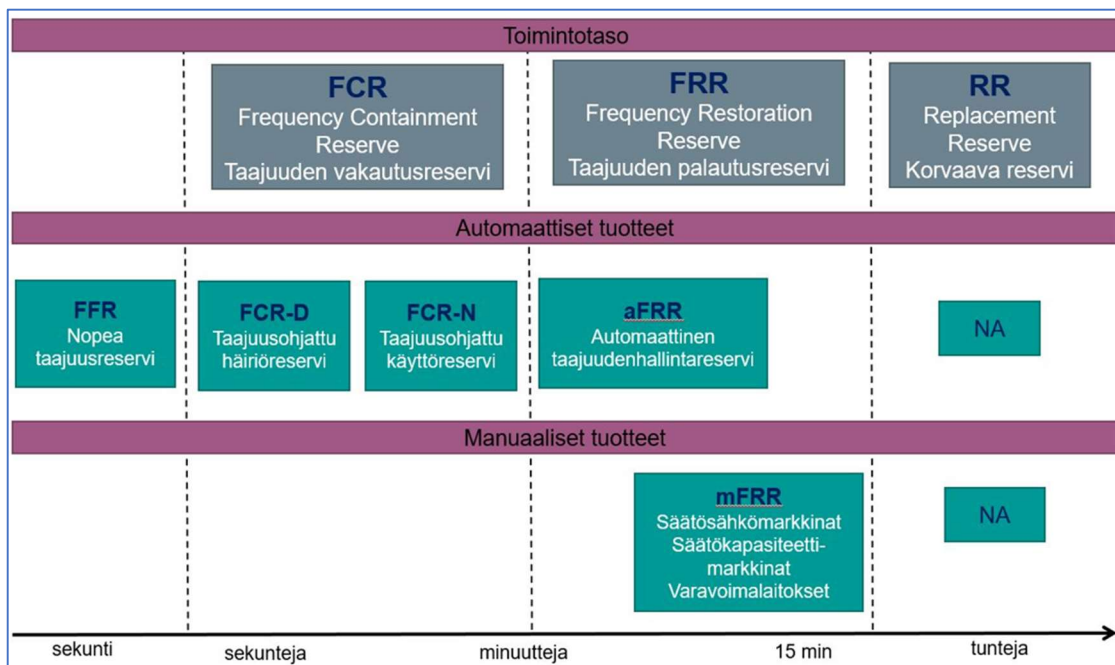 Toimintotaso
FCR
Frequency Containment
Reserve
Taajuuden vakautusreservi
FRR
Frequency Restoration
Reserve
Taajuuden palautusreservi
RR
Replacement
Reserve
Korvaava reservi
Automaattiset tuotteet
FFR
Nopea
taajuusreservi
FCR-D
Taajuusohjattu
häiriöreservi
FCR-N
Taajuusohjattu
käyttöreservi
aFRR
Automaattinen
taajuudenhallintareservi
NA
Manuaaliset tuotteet
mFRR
Säätösähkömarkkinat
Säätökapasiteetti-
markkinat
Varavoimalaitokset
NA
sekunti
sekunteja
minuutteja
15 min
tunteja